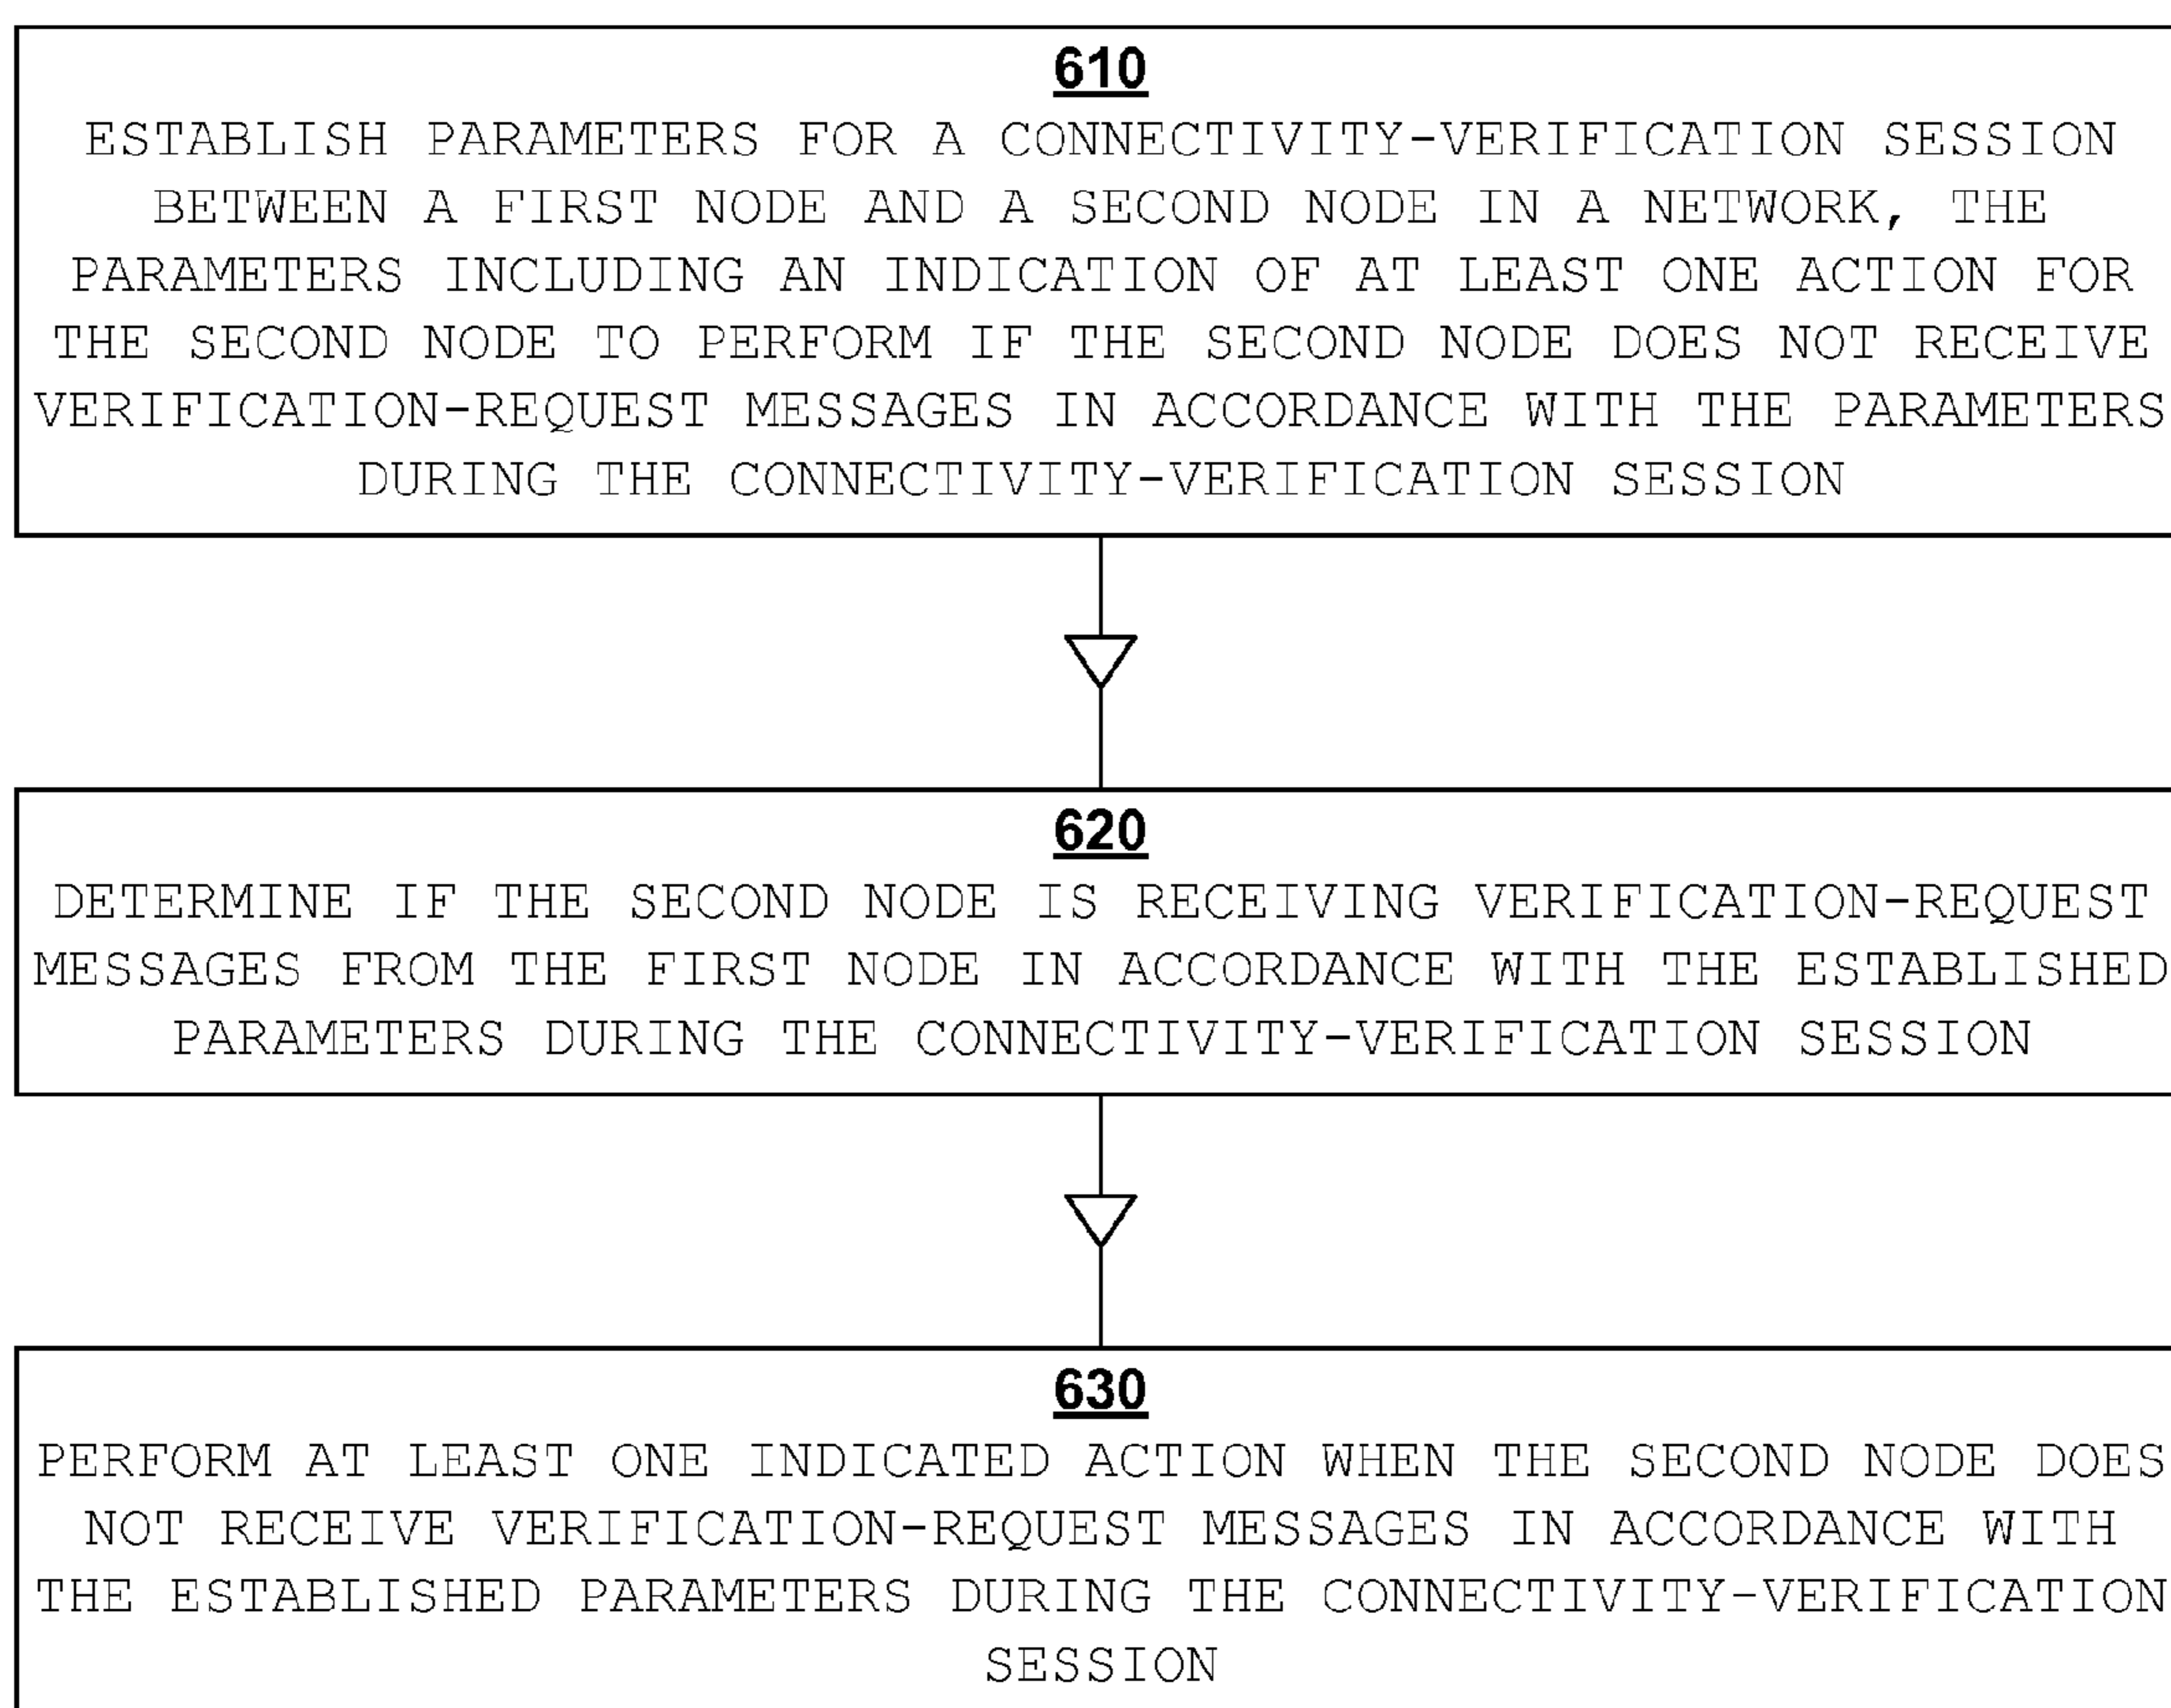 610
ESTABLISH PARAMETERS FOR A CONNECTIVITY-VERIFICATION SESSION
BETWEEN A FIRST NODE AND A SECOND NODE IN A NETWORK, THE
PARAMETERS INCLUDING AN INDICATION OF AT LEAST ONE ACTION FOR
THE SECOND NODE TO PERFORM IF THE SECOND NODE DOES NOT RECEIVE
VERIFICATION-REQUEST MESSAGES IN ACCORDANCE WITH THE PARAMETERS
DURING THE CONNECTIVITY-VERIFICATION SESSION
620
DETERMINE IF THE SECOND NODE IS RECEIVING VERIFICATION-REQUEST
MESSAGES FROM THE FIRST NODE IN ACCORDANCE WITH THE ESTABLISHED
PARAMETERS DURING THE CONNECTIVITY-VERIFICATION SESSION
630
PERFORM AT LEAST ONE INDICATED ACTION WHEN THE SECOND NODE DOES
NOT RECEIVE VERIFICATION-REQUEST MESSAGES IN ACCORDANCE WITH
THE ESTABLISHED PARAMETERS DURING THE CONNECTIVITY-VERIFICATION
SESSION